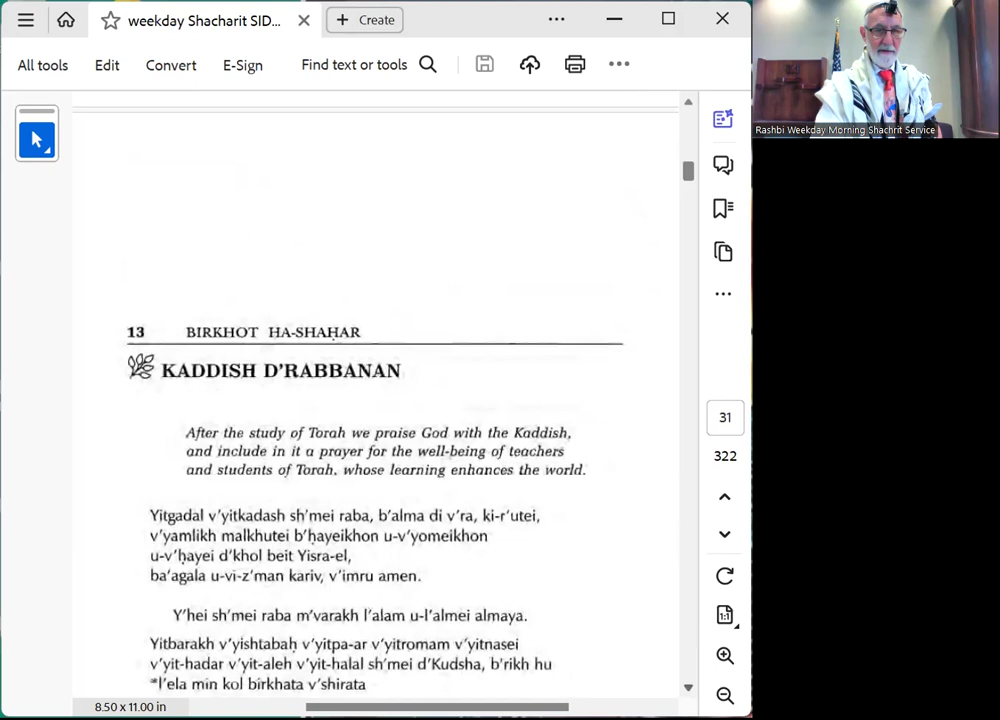 weekday Shacharit SID...
Create
All tools
Edit
Convert
E-Sign
Find text or tools
Rashbi Weekday Morning Shachrit Service
13 BIRKHOT HA-SHAḤAR
KADDISH D'RABBANAN
After the study of Torah we praise God with the Kaddish,
and include in it a prayer for the well-being of teachers
and students of Torah, whose learning enhances the world.
Yitgadal v'yitkadash sh'mei raba, b'alma di v'ra, ki-r'utei,
v'yamlikh malkhutei b'ḥayeikhon u-v'yomeikhon
u-v'ḥayei d'khol beit Yisra-el,
ba'agala u-vi-z'man kariv, v'imru amen.
Y'hei sh'mei raba m'varakh l'alam u-l'almei almaya.
Yitbarakh v'yishtabaḥ v'yitpa-ar v'yitromam v'yitnasei
v'yit-hadar v'yit-aleh v'yit-halal sh'mei d'Kudsha, b'rikh hu
*l'ela min kol birkhata v'shirata
31
322
1:1
8.50 x 11.00 in